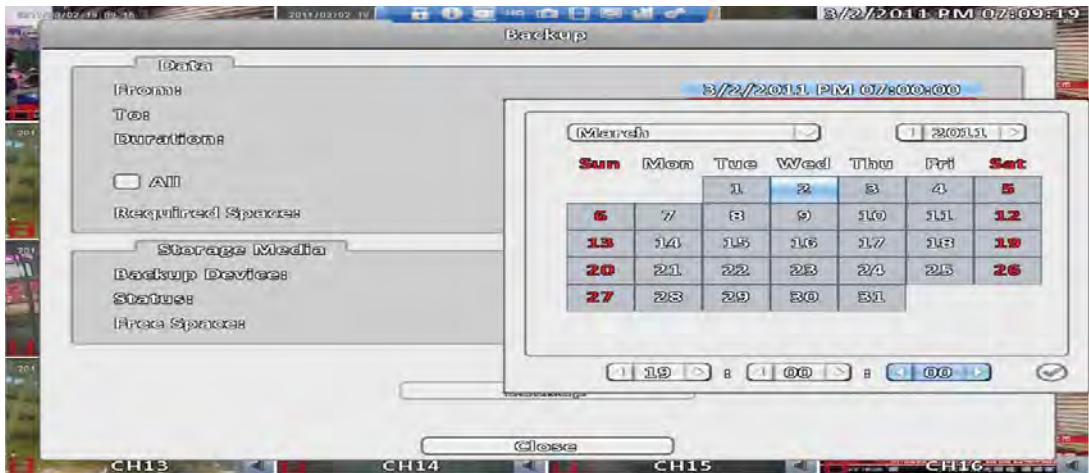 2011/02/02 3/2/2011 PM 07:09:19
Backup
Data
From: 3/2/2011 PM 07:00:00
To:
Duration:
All
Required Space:
Storage Media
Backup Device:
Status:
Free Space:
March 2011
Sun Mon Tue Wed Thu Fri Sat
1 2 3 4 5
6 7 8 9 10 11 12
13 14 15 16 17 18 19
20 21 22 23 24 25 26
27 28 29 30 31
19 : 00 : 00
Close
CH13 CH14 CH15 CH16